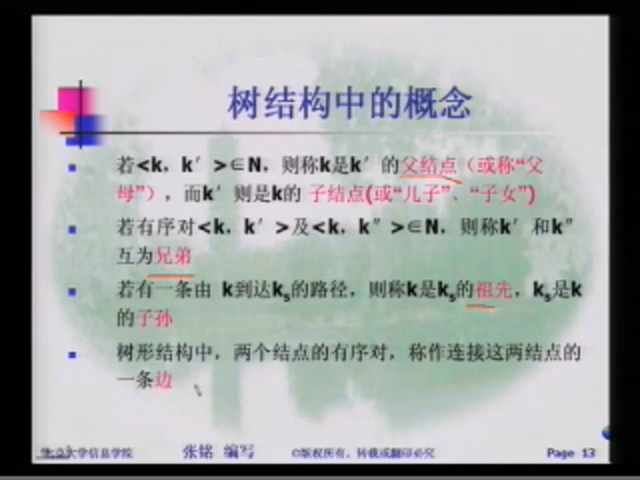 树结构中的概念
若<k，k′>∈N，则称k是k′的父结点（或称“父
母”），而k′则是k的 子结点(或“儿子”、“子女”)
若有序对<k，k′>及<k，k″>∈N，则称k′和k″
互为兄弟
若有一条由 k到达ks的路径，则称k是ks的祖先，ks是k
的子孙
树形结构中，两个结点的有序对，称作连接这两结点的
一条边
大学信息学院
张铭 编写
©版权所有，转载或翻印必究
Page 13